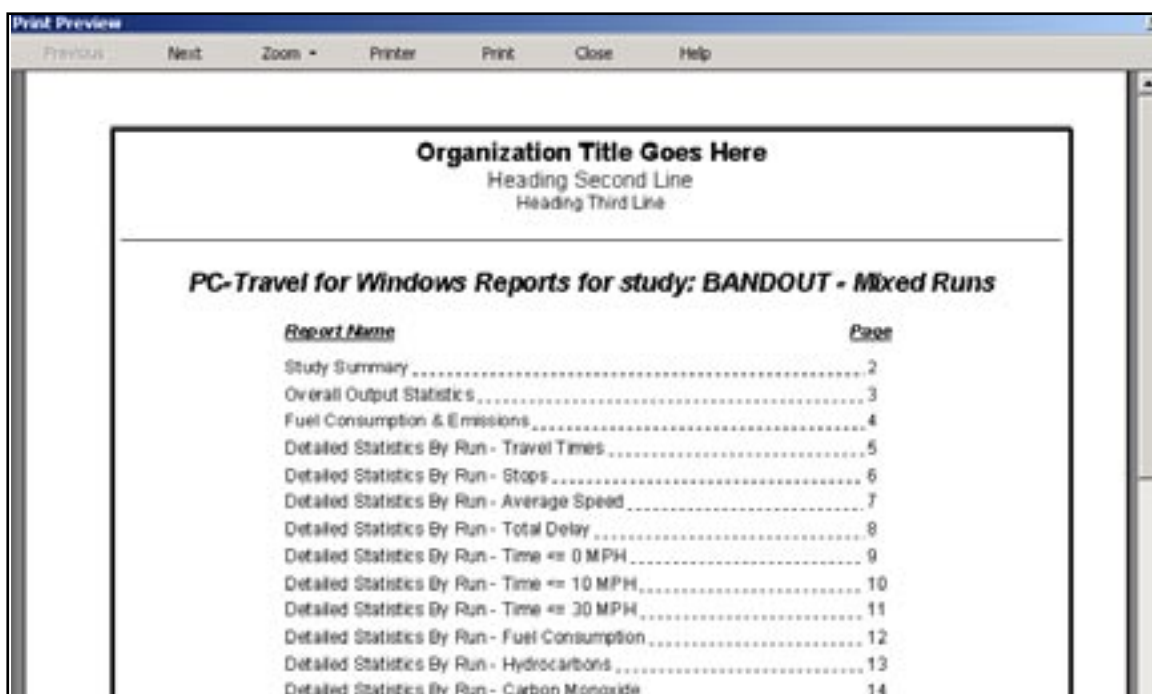 Print Preview
Previous Next Zoom Printer Print Close Help
Organization Title Goes Here
Heading Second Line
Heading Third Line
PC-Travel for Windows Reports for study: BANDOUT - Mixed Runs
Report Name Page
Study Summary 2
Overall Output Statistics 3
Fuel Consumption & Emissions 4
Detailed Statistics By Run - Travel Times 5
Detailed Statistics By Run - Stops 6
Detailed Statistics By Run - Average Speed 7
Detailed Statistics By Run - Total Delay 8
Detailed Statistics By Run - Time <= 0 MPH 9
Detailed Statistics By Run - Time <= 10 MPH 10
Detailed Statistics By Run - Time <= 30 MPH 11
Detailed Statistics By Run - Fuel Consumption 12
Detailed Statistics By Run - Hydrocarbons 13
Detailed Statistics By Run - Carbon Monoxide 14